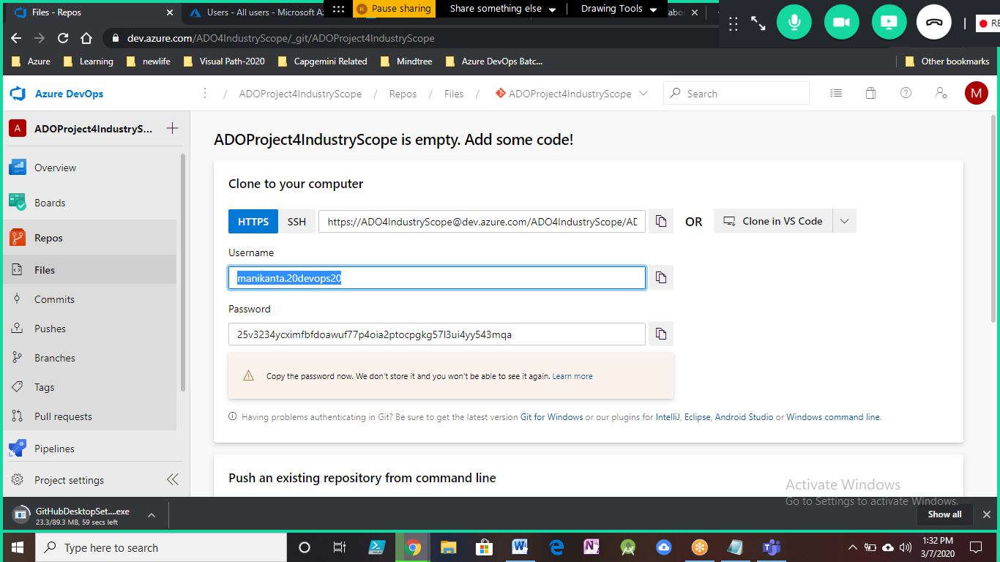 Files - Repos
Users - All users - Microsoft Az
Pause sharing
Share something else
Drawing Tools
dev.azure.com/ADO4IndustryScope/_git/ADOProject4IndustryScope
Azure Learning newlife Visual Path-2020 Capgemini Related Mindtree Azure DevOps Batc... Other bookmarks
Azure DevOps
/ ADOProject4IndustryScope / Repos / Files / ADOProject4IndustryScope
Search
M
A ADOProject4IndustryS...
Overview
Boards
Repos
Files
Commits
Pushes
Branches
Tags
Pull requests
Pipelines
Project settings
ADOProject4IndustryScope is empty. Add some code!
Clone to your computer
HTTPS SSH https://ADO4IndustryScope@dev.azure.com/ADO4IndustryScope/AD OR Clone in VS Code
Username
manikanta.20devops20
Password
25v3234ycximfbfdoawuf77p4oia2ptocpgkg57l3ui4yy543mqa
Copy the password now. We don't store it and you won't be able to see it again. Learn more
Having problems authenticating in Git? Be sure to get the latest version Git for Windows or our plugins for IntelliJ, Eclipse, Android Studio or Windows command line.
Push an existing repository from command line
Activate Windows
Go to Settings to activate Windows.
GitHubDesktopSet....exe
23.3/89.3 MB, 59 secs left
Show all
Type here to search
1:32 PM
3/7/2020